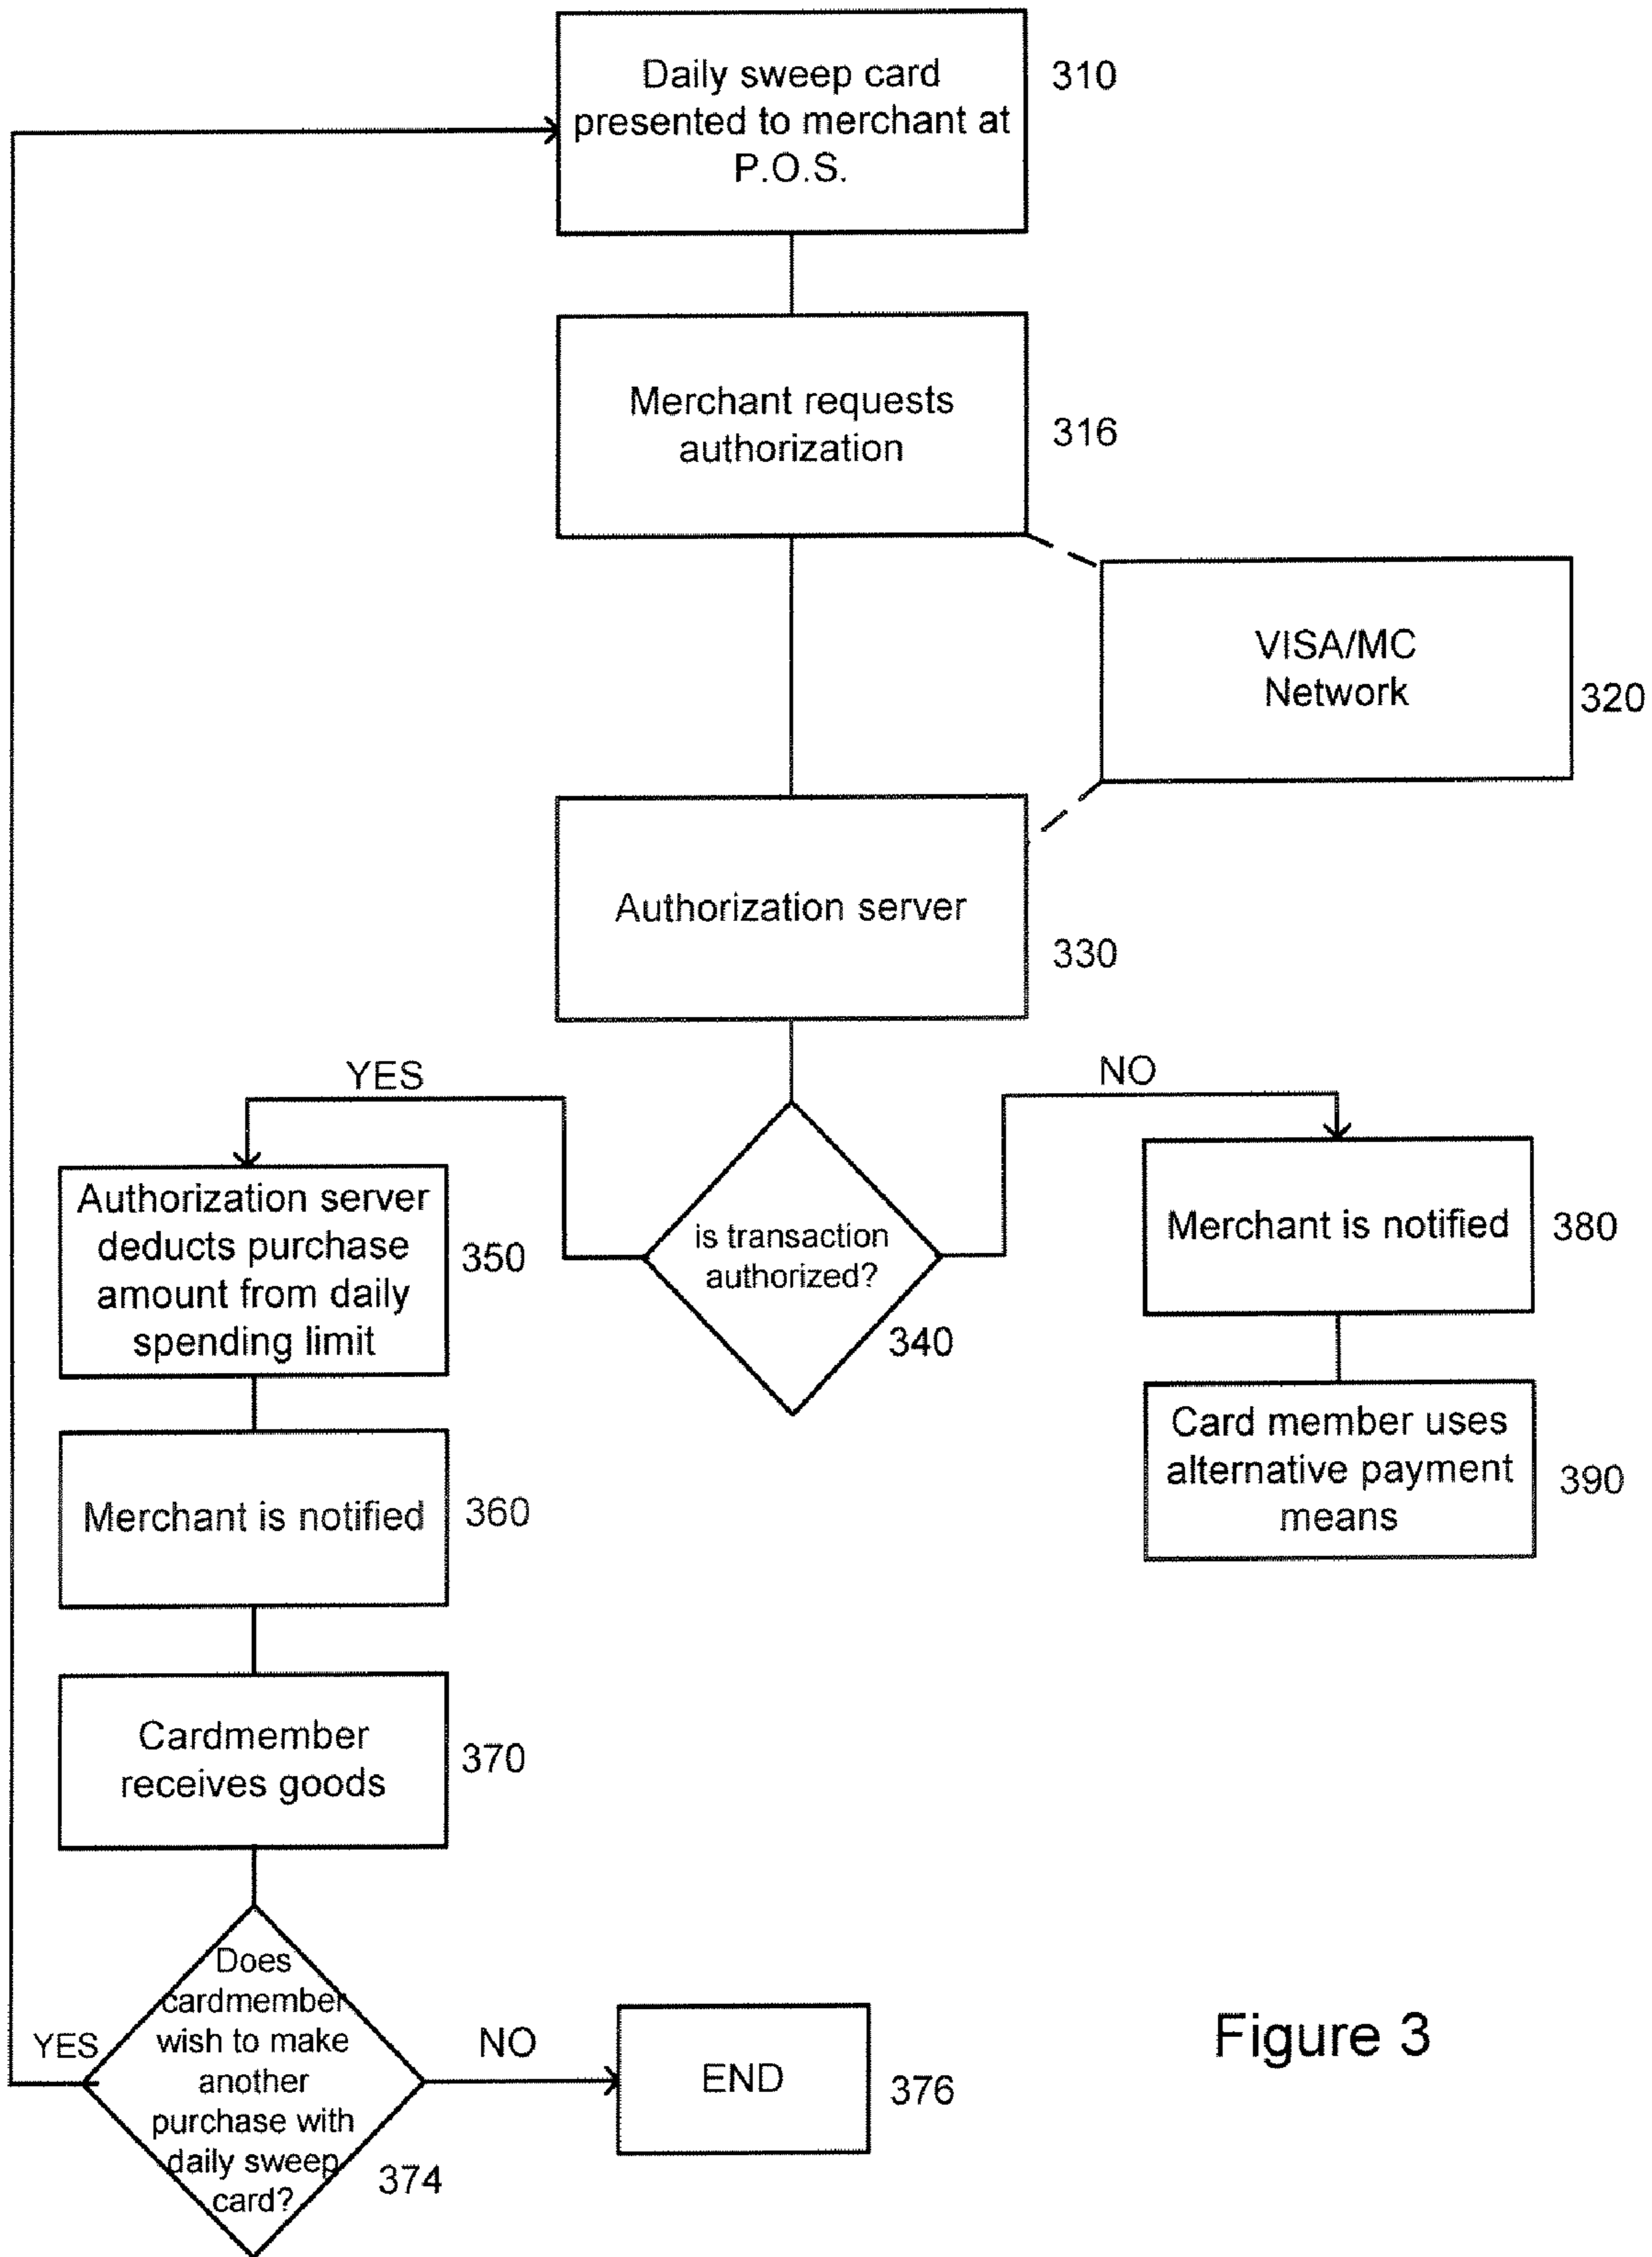 Daily sweep card
presented to merchant at
P.O.S.
310
Merchant requests
authorization
316
VISA/MC
Network
320
Authorization server
330
YES
NO
is transaction
authorized?
340
Authorization server
deducts purchase
amount from daily
spending limit
350
Merchant is notified
380
Card member uses
alternative payment
means
390
Merchant is notified
360
Cardmember
receives goods
370
Does
cardmember
wish to make
another
purchase with
daily sweep
card?
374
YES
NO
END
376
Figure 3